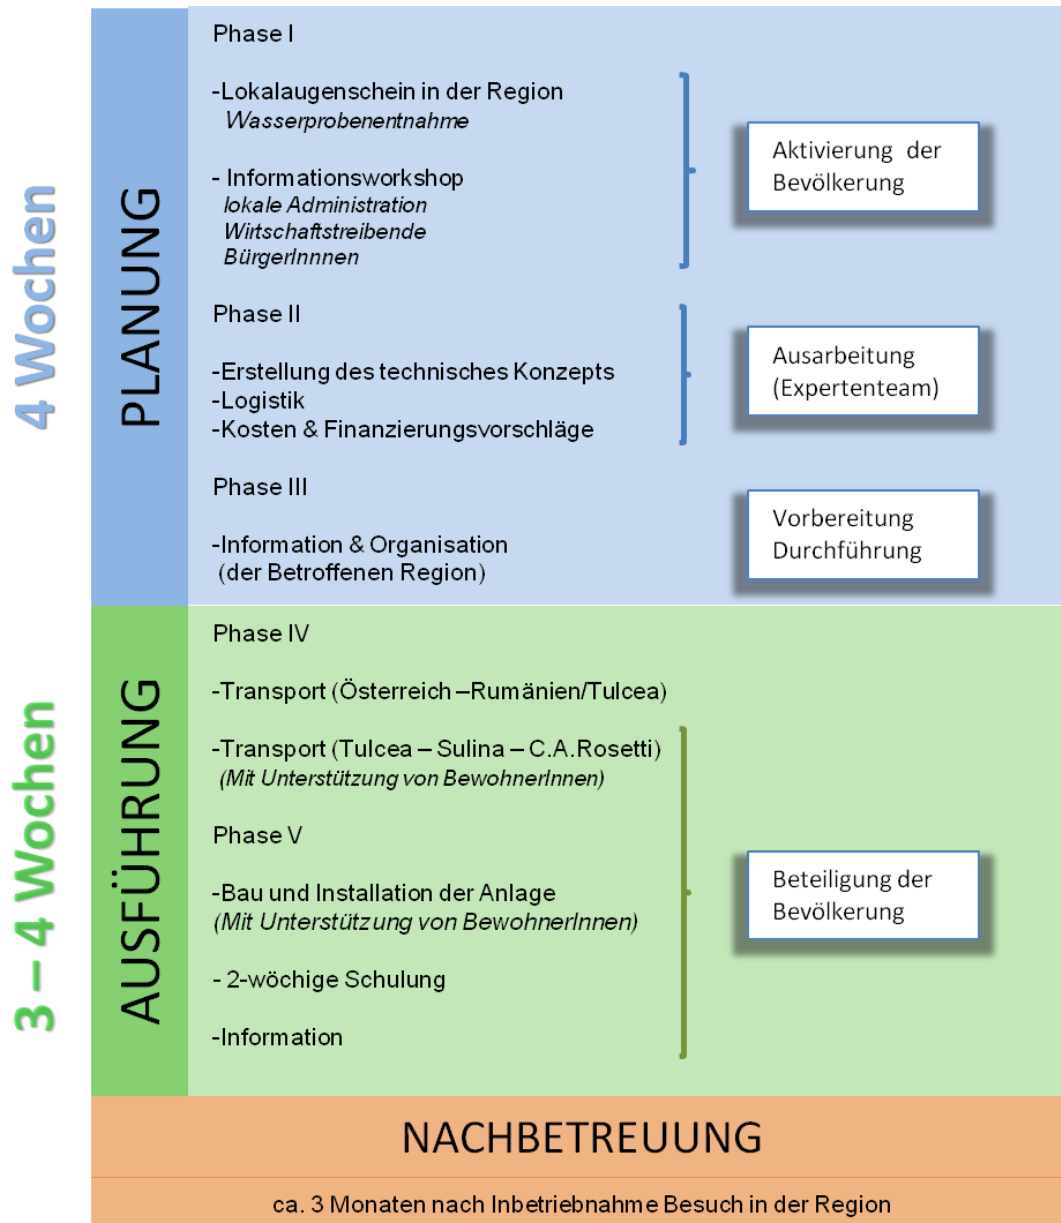 4 Wochen
PLANUNG
Phase I
-Lokalaugenschein in der Region
Wasserprobenentnahme
- Informationsworkshop
lokale Administration
Wirtschaftstreibende
BürgerInnnen
Aktivierung der
Bevölkerung
Phase II
-Erstellung des technisches Konzepts
-Logistik
-Kosten & Finanzierungsvorschläge
Ausarbeitung
(Expertenteam)
Phase III
-Information & Organisation
(der Betroffenen Region)
Vorbereitung
Durchführung
3 – 4 Wochen
AUSFÜHRUNG
Phase IV
-Transport (Österreich –Rumänien/Tulcea)
-Transport (Tulcea – Sulina – C.A.Rosetti)
(Mit Unterstützung von BewohnerInnen)
Phase V
-Bau und Installation der Anlage
(Mit Unterstützung von BewohnerInnen)
- 2-wöchige Schulung
-Information
Beteiligung der
Bevölkerung
NACHBETREUUNG
ca. 3 Monaten nach Inbetriebnahme Besuch in der Region